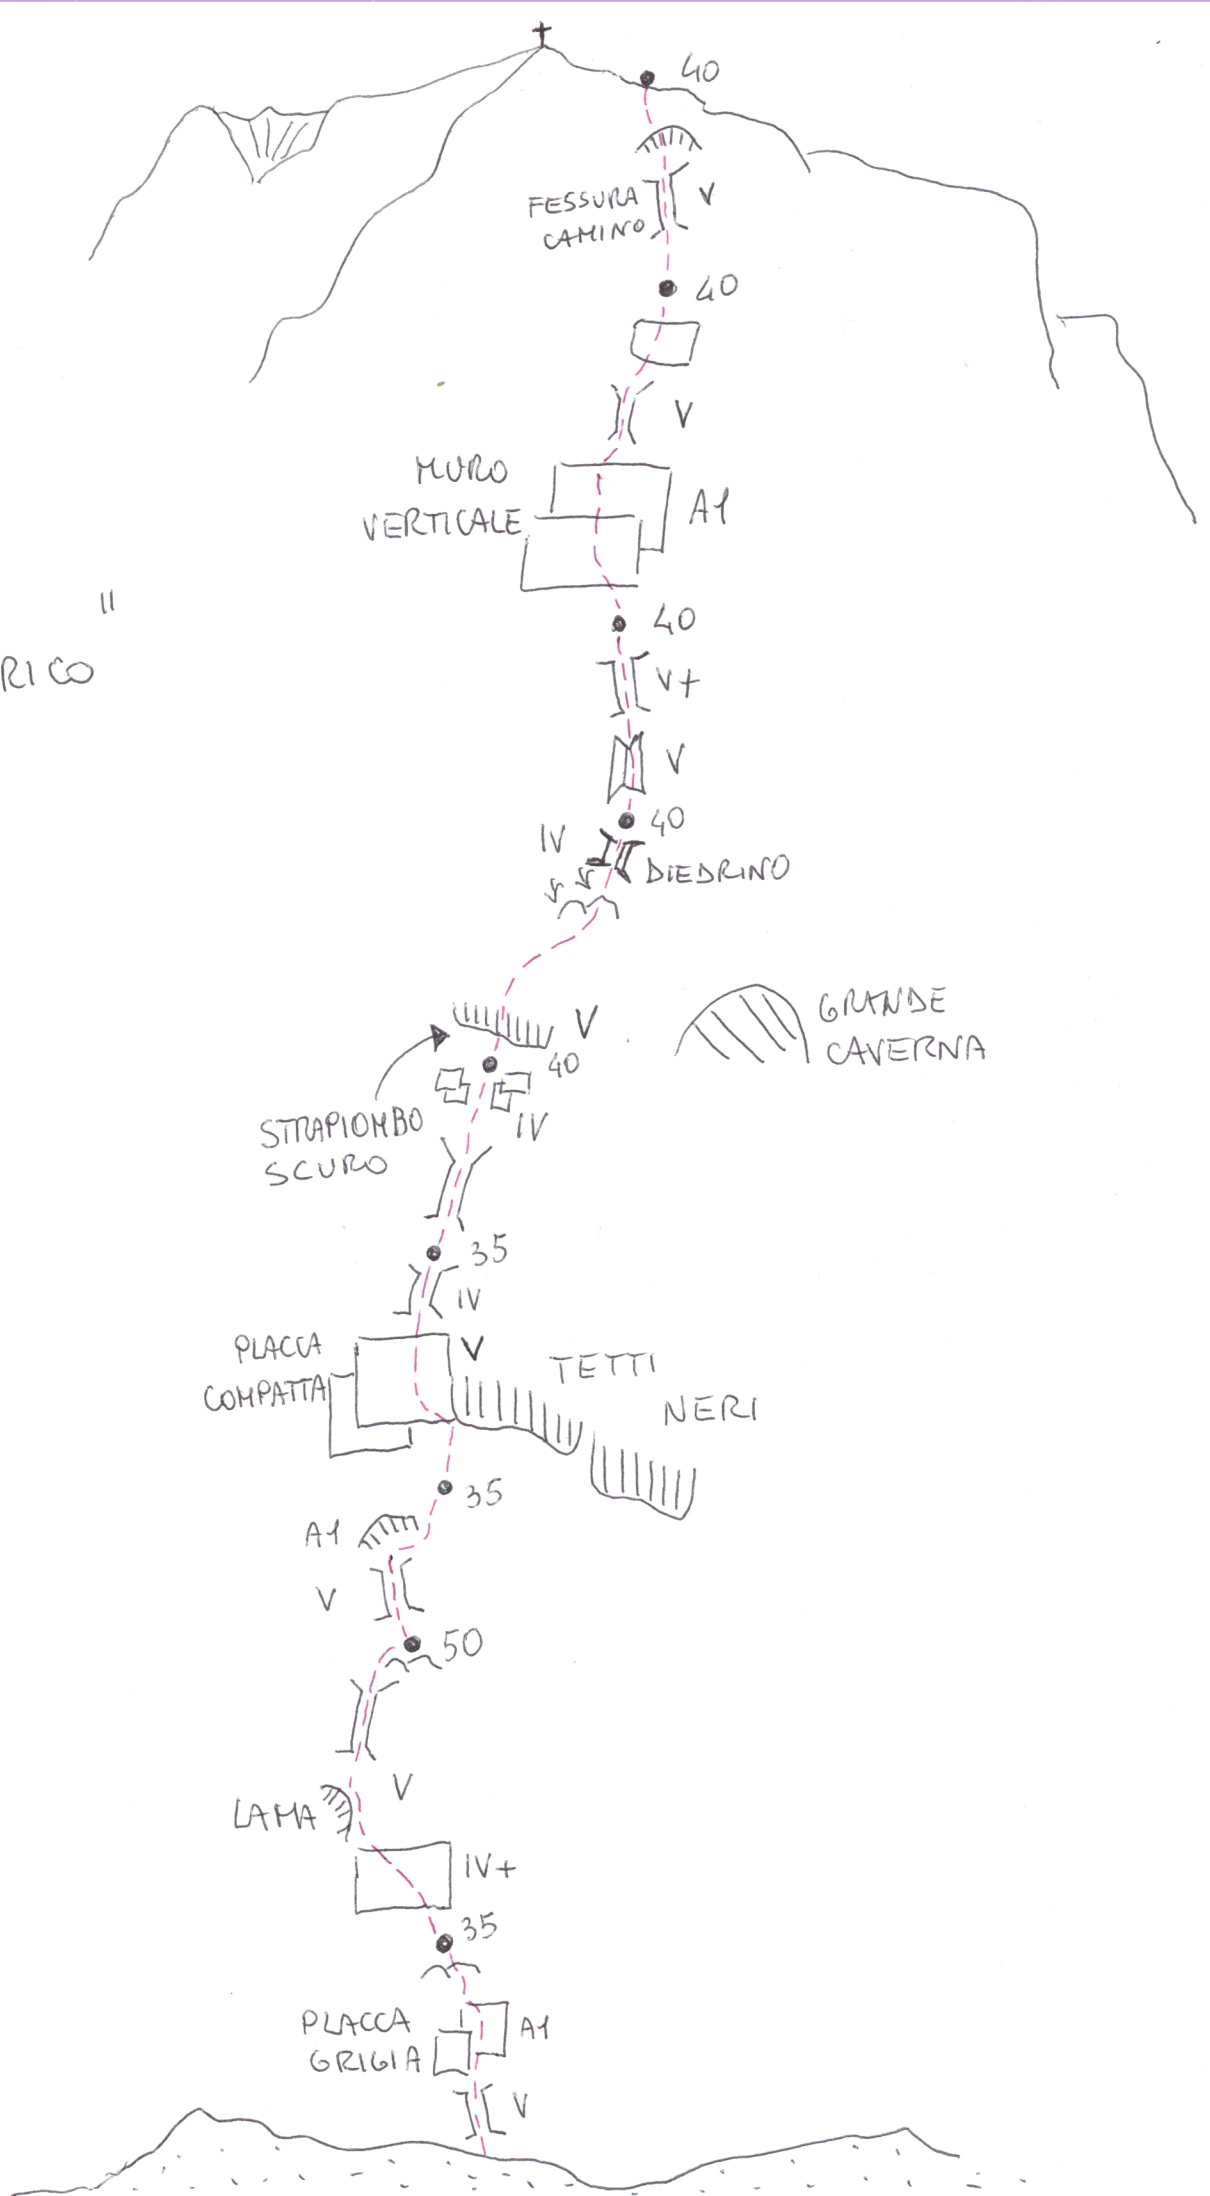 40
FESSURA
CAMINO
V
40
V
MURO
VERTICALE
A1
"
RICO
40
V+
V
40
IV
DIEDRINO
V
GRANDE
CAVERNA
40
STRAPIOMBO
SCURO
IV
35
IV
PLACCA
COMPATTA
V
TETTI
NERI
35
A1
V
50
V
LAMA
IV+
35
PLACCA
GRIGIA
A1
V